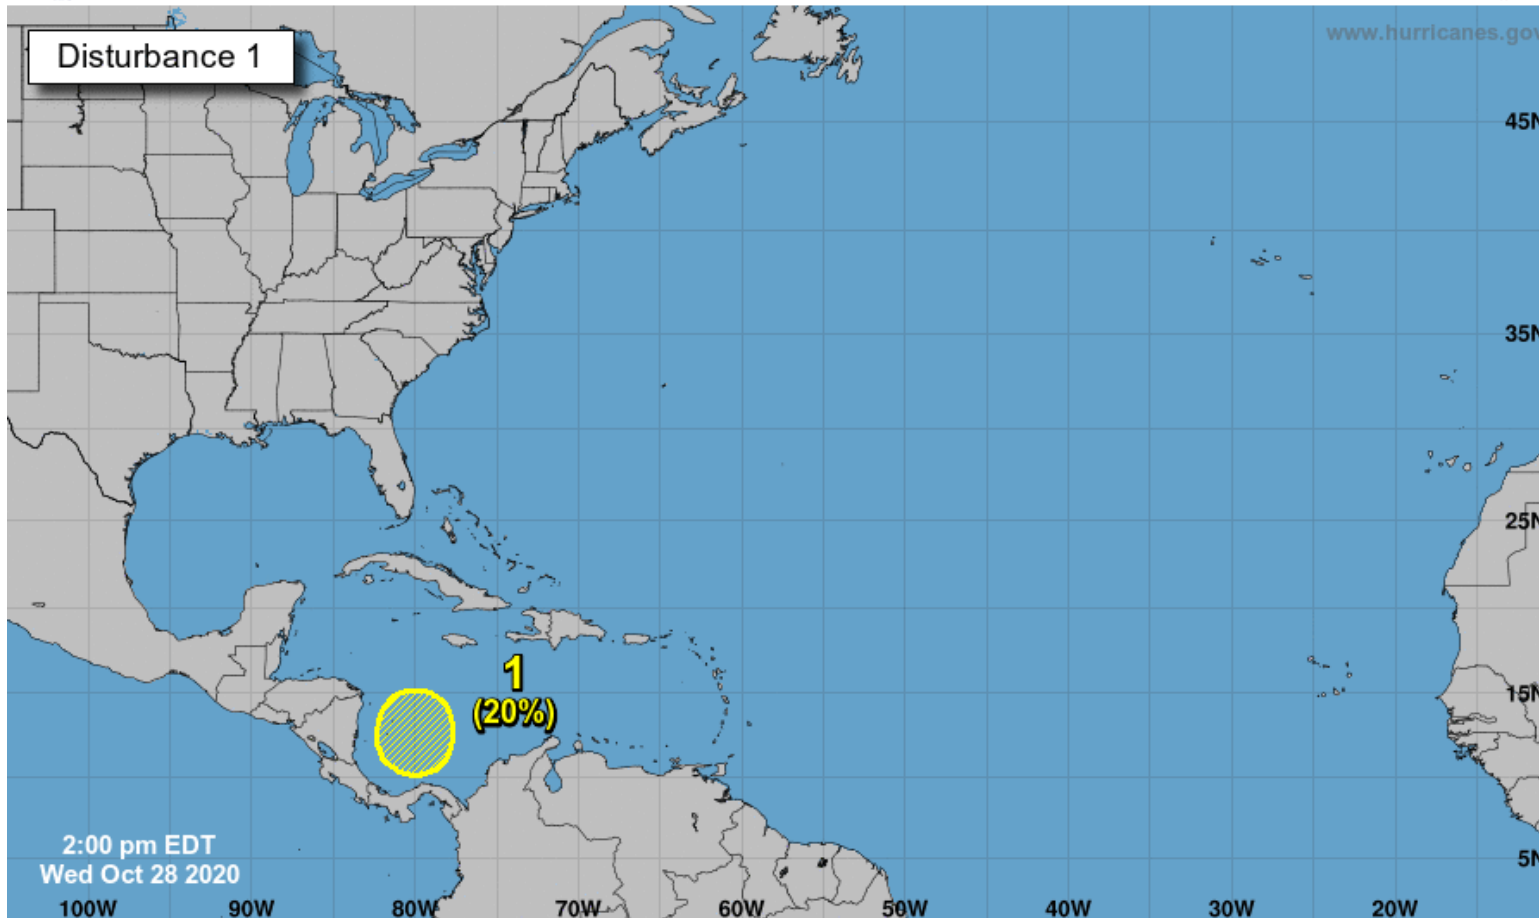 Disturbance 1
www.hurricanes.gov
45N
35N
25N
1
(20%)
15N
2:00 pm EDT
Wed Oct 28 2020
5N
100W 90W 80W 70W 60W 50W 40W 30W 20W